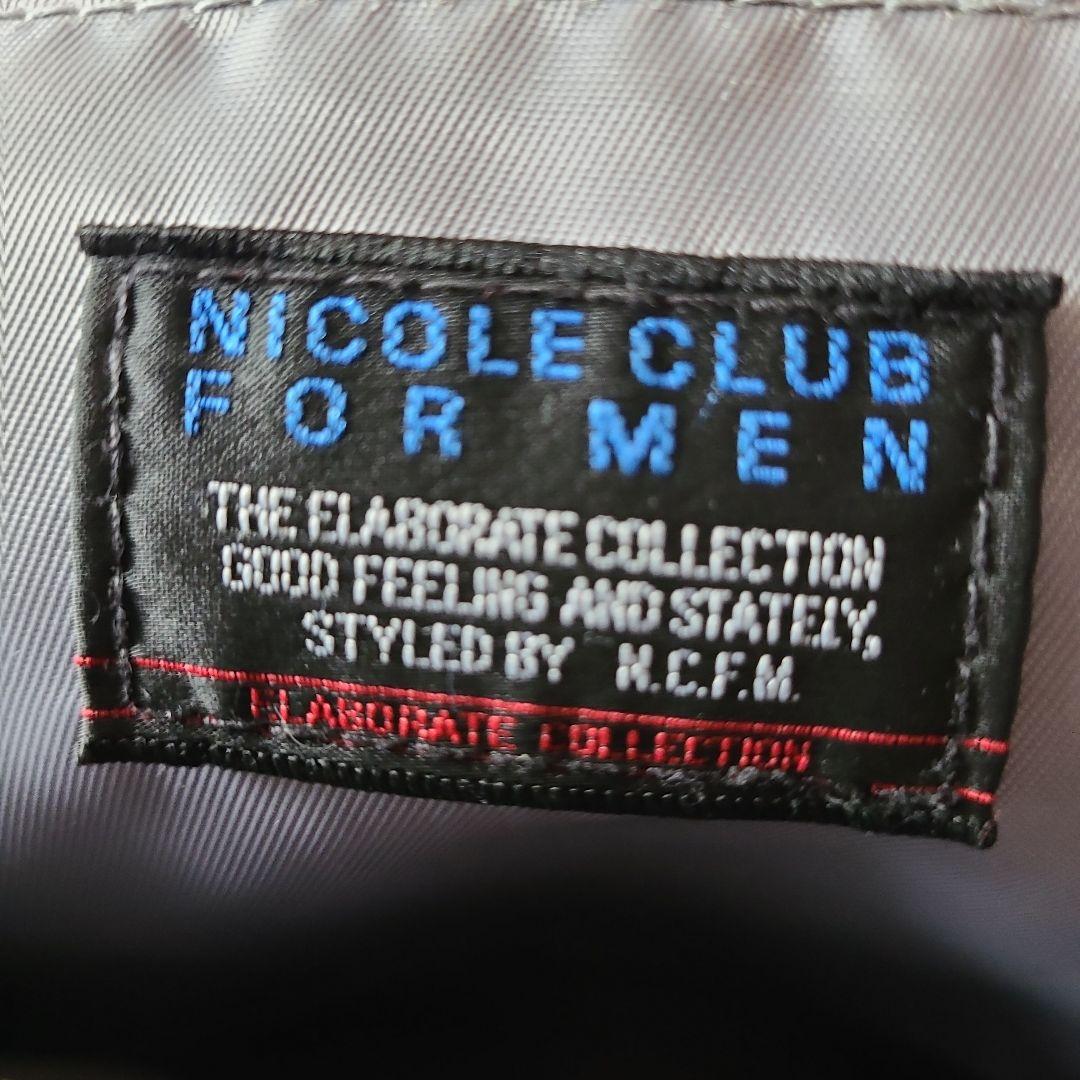 NICOLE CLUB
FOR MEN
THE ELABORATE COLLECTION
GOOD FEELING AND STATELY,
STYLED BY N.C.F.M.
ELABORATE COLLECTION